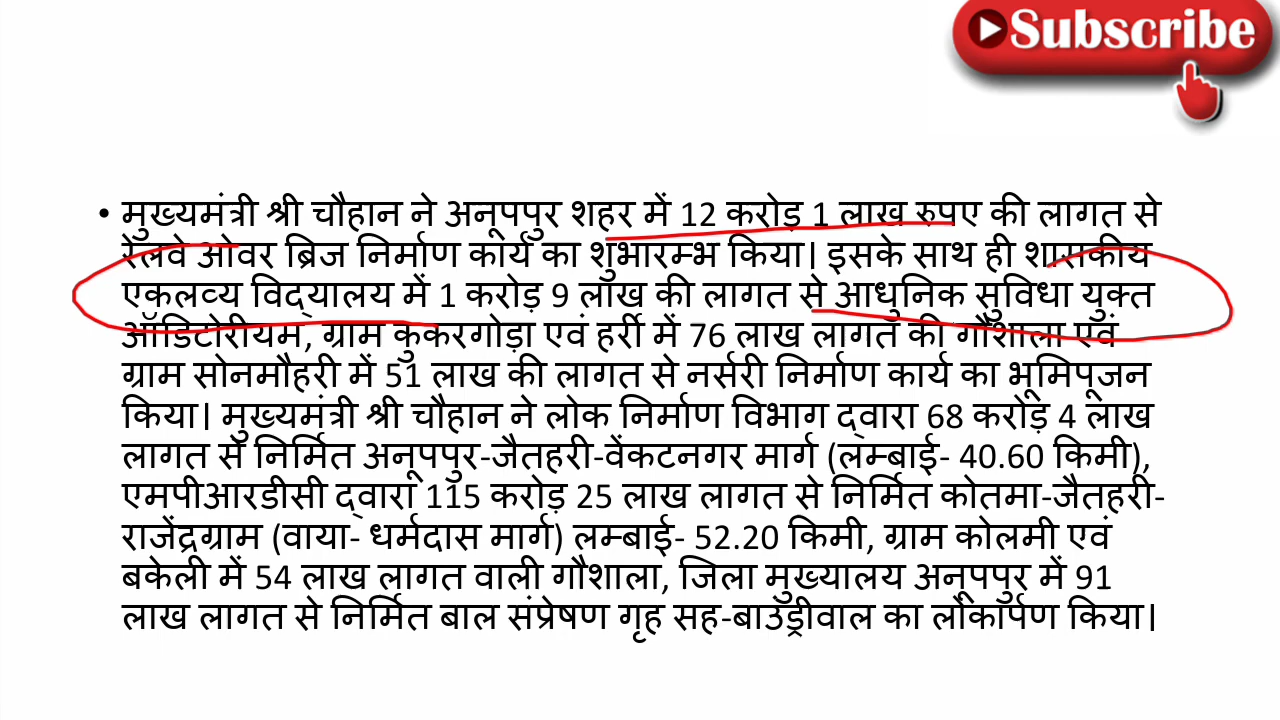 Subscribe
• मुख्यमंत्री श्री चौहान ने अनूपपुर शहर में 12 करोड़ 1 लाख रुपए की लागत से
रेलवे ओवर ब्रिज निर्माण कार्य का शुभारम्भ किया। इसके साथ ही शासकीय
एकलव्य विद्यालय में 1 करोड़ 9 लाख की लागत से आधुनिक सुविधा युक्त
ऑडिटोरीयम, ग्राम कुकरगोड़ा एवं हर्री में 76 लाख लागत की गौशाला एवं
ग्राम सोनमौहरी में 51 लाख की लागत से नर्सरी निर्माण कार्य का भूमिपूजन
किया। मुख्यमंत्री श्री चौहान ने लोक निर्माण विभाग द्वारा 68 करोड़ 4 लाख
लागत से निर्मित अनूपपुर-जैतहरी-वेंकटनगर मार्ग (लम्बाई- 40.60 किमी),
एमपीआरडीसी द्वारा 115 करोड़ 25 लाख लागत से निर्मित कोतमा-जैतहरी-
राजेंद्रग्राम (वाया- धर्मदास मार्ग) लम्बाई- 52.20 किमी, ग्राम कोलमी एवं
बकेली में 54 लाख लागत वाली गौशाला, जिला मुख्यालय अनूपपुर में 91
लाख लागत से निर्मित बाल संप्रेषण गृह सह-बाउंड्रीवाल का लोकार्पण किया।